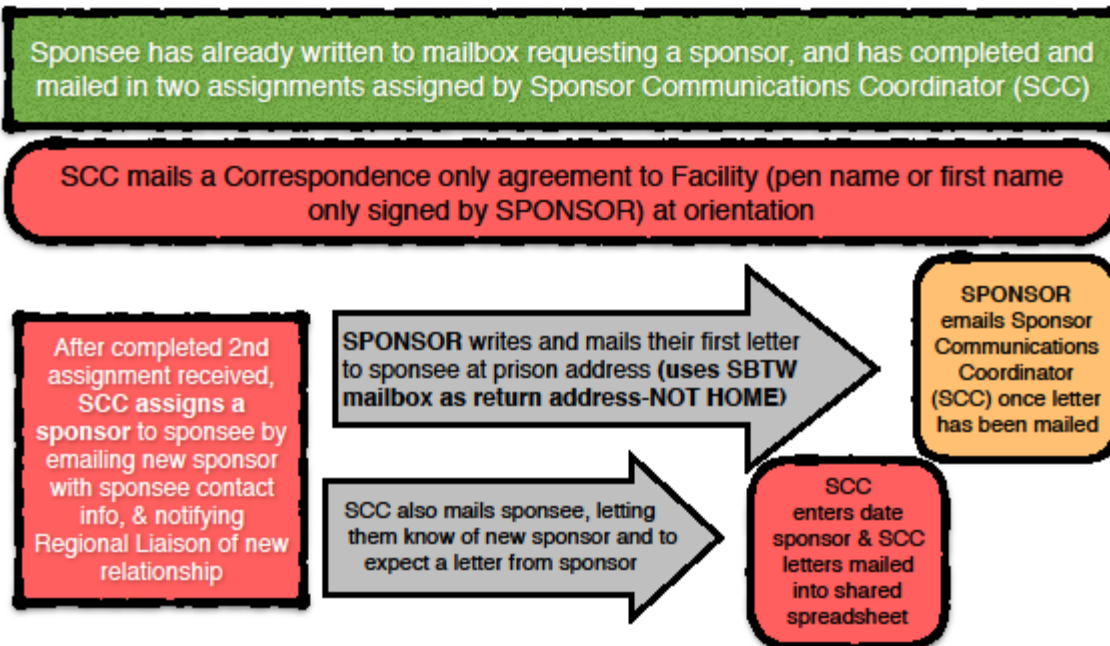 Sponsee has already written to mailbox requesting a sponsor, and has completed and
mailed in two assignments assigned by Sponsor Communications Coordinator (SCC)
SCC mails a Correspondence only agreement to Facility (pen name or first name
only signed by SPONSOR) at orientation
After completed 2nd
assignment received,
SCC assigns a
sponsor to sponsee by
emailing new sponsor
with sponsee contact
info, & notifying
Regional Liaison of new
relationship
SPONSOR writes and mails their first letter
to sponsee at prison address (uses SBTW
mailbox as return address-NOT HOME)
SPONSOR
emails Sponsor
Communications
Coordinator
(SCC) once letter
has been mailed
SCC also mails sponsee, letting
them know of new sponsor and to
expect a letter from sponsor
SCC
enters date
sponsor & SCC
letters mailed
into shared
spreadsheet